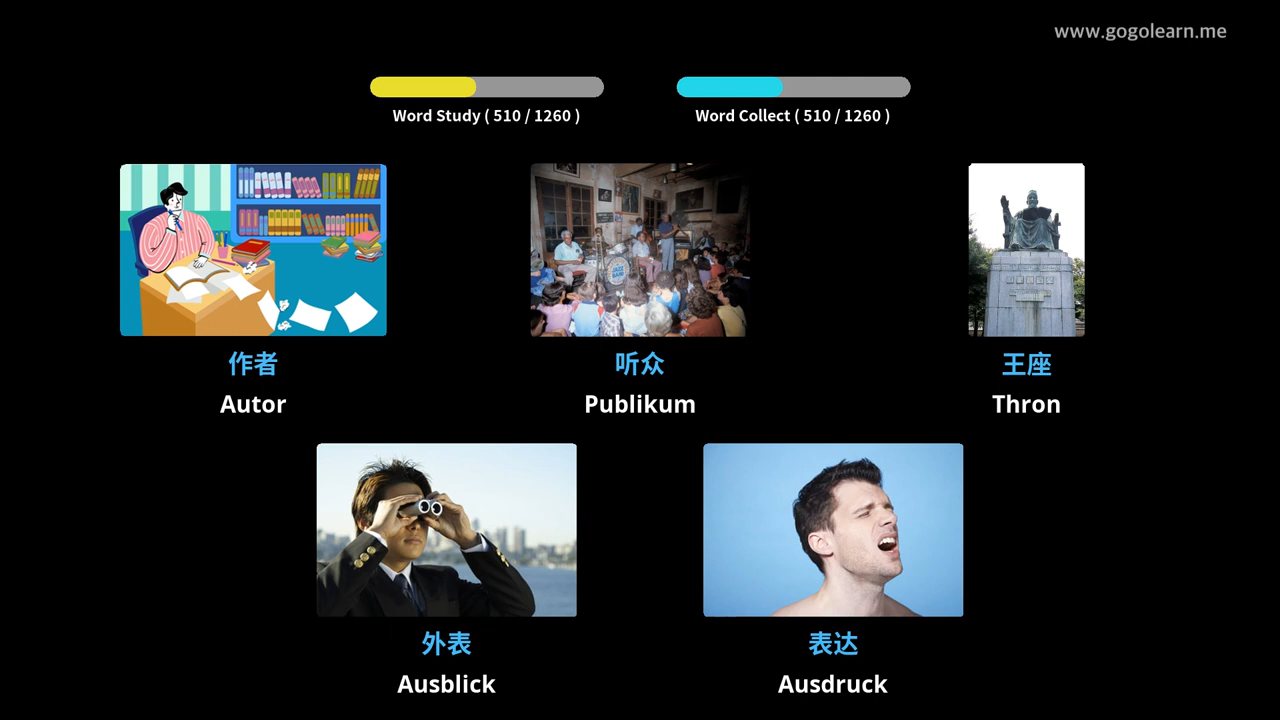 www.gogolearn.me
Word Study ( 510 / 1260 )
Word Collect ( 510 / 1260 )
作者
Autor
听众
Publikum
王座
Thron
外表
Ausblick
表达
Ausdruck